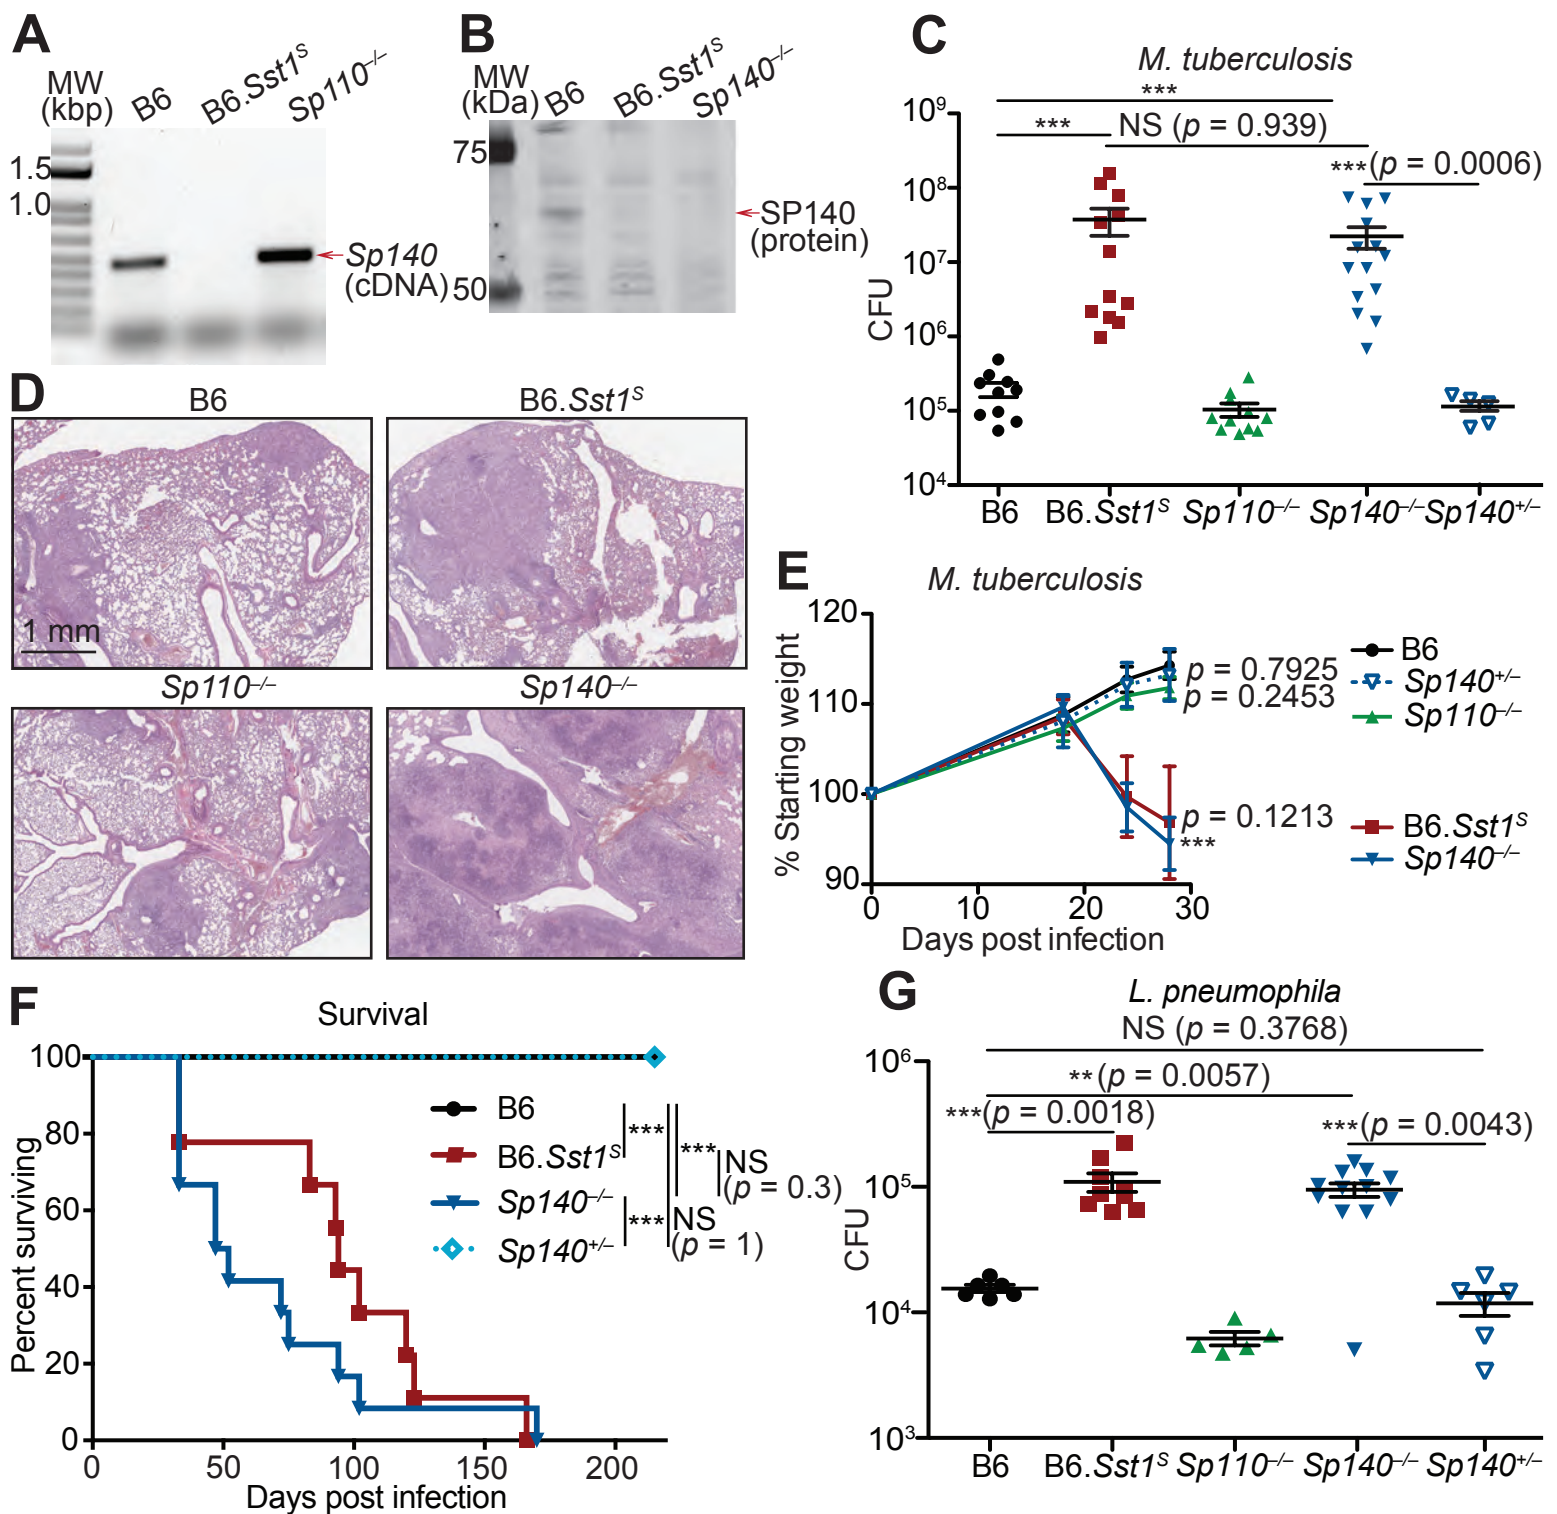 A
MW
(kbp)
B6
B6.Sst1ˢ
Sp110⁻/⁻
1.5
1.0
Sp140
(cDNA)
B
MW
(kDa)
B6
B6.Sst1ˢ
Sp140⁻/⁻
75
50
SP140
(protein)
C
M. tuberculosis
***
*** NS (p = 0.939)
***(p = 0.0006)
CFU
10⁹
10⁸
10⁷
10⁶
10⁵
10⁴
B6 B6.Sst1ˢ Sp110⁻/⁻ Sp140⁻/⁻ Sp140⁺/⁻
D
B6
B6.Sst1ˢ
1 mm
Sp110⁻/⁻
Sp140⁻/⁻
E
M. tuberculosis
% Starting weight
120
110
100
90
0 10 20 30
Days post infection
p = 0.7925
p = 0.2453
p = 0.1213
***
B6
Sp140⁺/⁻
Sp110⁻/⁻
B6.Sst1ˢ
Sp140⁻/⁻
F
Survival
Percent surviving
100
80
60
40
20
0
0 50 100 150 200
Days post infection
B6
B6.Sst1ˢ
Sp140⁻/⁻
Sp140⁺/⁻
***
***
NS
(p = 0.3)
***
NS
(p = 1)
G
L. pneumophila
NS (p = 0.3768)
**(p = 0.0057)
***(p = 0.0018)
***(p = 0.0043)
CFU
10⁶
10⁵
10⁴
10³
B6 B6.Sst1ˢ Sp110⁻/⁻ Sp140⁻/⁻ Sp140⁺/⁻